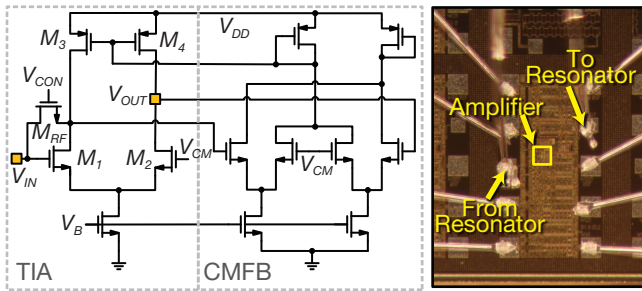 M3
M4
VDD
VCON
VOUT
MRF
M1
M2
VCM
VCM
VIN
VB
TIA
CMFB
To
Resonator
Amplifier
From
Resonator